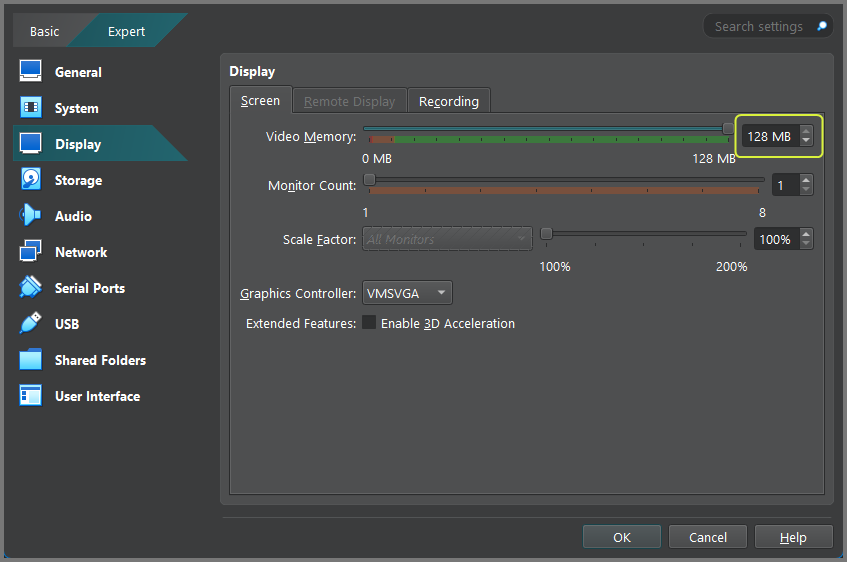 Basic Expert Search settings
General
System
Display
Storage
Audio
Network
Serial Ports
USB
Shared Folders
User Interface
Display
Screen Remote Display Recording
Video Memory: 128 MB
0 MB 128 MB
Monitor Count: 1
1 8
Scale Factor: All Monitors 100%
100% 200%
Graphics Controller: VMSVGA
Extended Features: Enable 3D Acceleration
OK Cancel Help